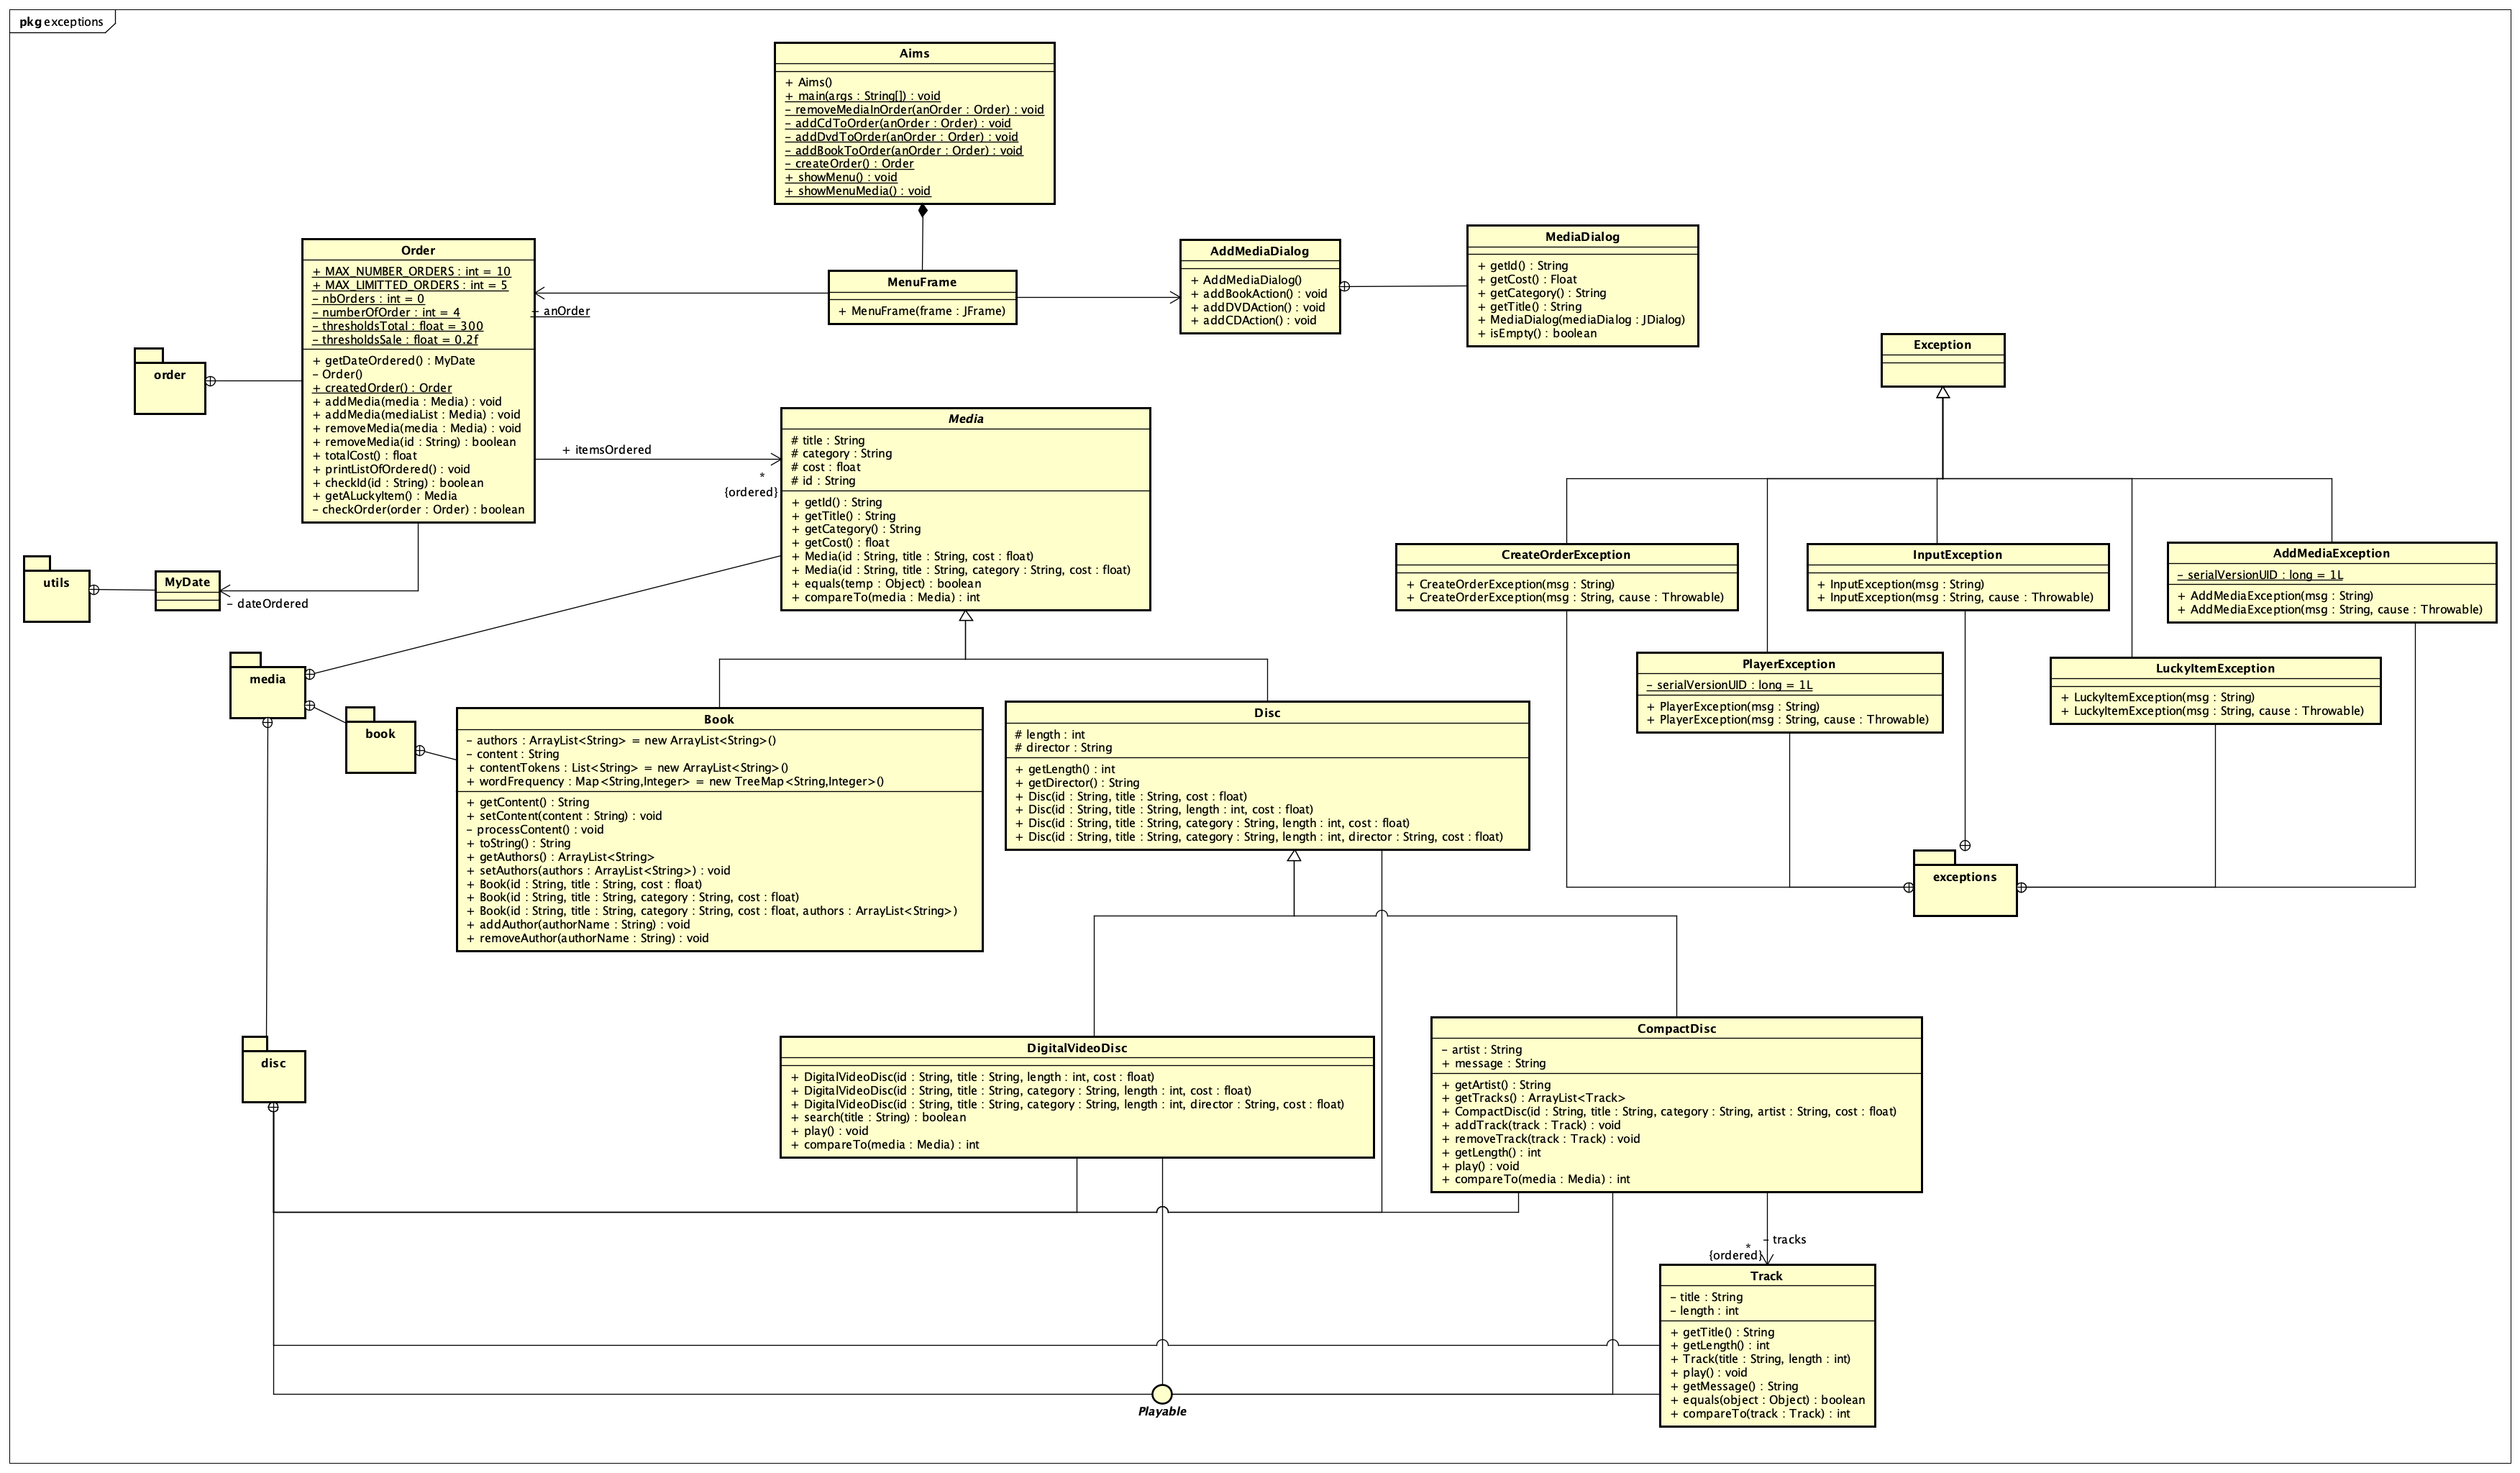 pkg exceptions
Aims
+ Aims()
+ main(args : String[]) : void
– removeMediaInOrder(anOrder : Order) : void
– addCdToOrder(anOrder : Order) : void
– addDvdToOrder(anOrder : Order) : void
– addBookToOrder(anOrder : Order) : void
– createOrder() : Order
+ showMenu() : void
+ showMenuMedia() : void
Order
+ MAX_NUMBER_ORDERS : int = 10
+ MAX_LIMITTED_ORDERS : int = 5
– nbOrders : int = 0
– numberOfOrder : int = 4
– thresholdsTotal : float = 300
– thresholdsSale : float = 0.2f
+ getDateOrdered() : MyDate
– Order()
+ createdOrder() : Order
+ addMedia(media : Media) : void
+ addMedia(mediaList : Media) : void
+ removeMedia(media : Media) : void
+ removeMedia(id : String) : boolean
+ totalCost() : float
+ printListOfOrdered() : void
+ checkId(id : String) : boolean
+ getALuckyItem() : Media
– checkOrder(order : Order) : boolean
– anOrder
MenuFrame
+ MenuFrame(frame : JFrame)
AddMediaDialog
+ AddMediaDialog()
+ addBookAction() : void
+ addDVDAction() : void
+ addCDAction() : void
MediaDialog
+ getId() : String
+ getCost() : Float
+ getCategory() : String
+ getTitle() : String
+ MediaDialog(mediaDialog : JDialog)
+ isEmpty() : boolean
Exception
order
+ itemsOrdered
*
{ordered}
Media
# title : String
# category : String
# cost : float
# id : String
+ getId() : String
+ getTitle() : String
+ getCategory() : String
+ getCost() : float
+ Media(id : String, title : String, cost : float)
+ Media(id : String, title : String, category : String, cost : float)
+ equals(temp : Object) : boolean
+ compareTo(media : Media) : int
utils
MyDate
– dateOrdered
CreateOrderException
+ CreateOrderException(msg : String)
+ CreateOrderException(msg : String, cause : Throwable)
InputException
+ InputException(msg : String)
+ InputException(msg : String, cause : Throwable)
AddMediaException
– serialVersionUID : long = 1L
+ AddMediaException(msg : String)
+ AddMediaException(msg : String, cause : Throwable)
PlayerException
– serialVersionUID : long = 1L
+ PlayerException(msg : String)
+ PlayerException(msg : String, cause : Throwable)
LuckyItemException
+ LuckyItemException(msg : String)
+ LuckyItemException(msg : String, cause : Throwable)
media
book
Book
– authors : ArrayList<String> = new ArrayList<String>()
– content : String
+ contentTokens : List<String> = new ArrayList<String>()
+ wordFrequency : Map<String,Integer> = new TreeMap<String,Integer>()
+ getContent() : String
+ setContent(content : String) : void
– processContent() : void
+ toString() : String
+ getAuthors() : ArrayList<String>
+ setAuthors(authors : ArrayList<String>) : void
+ Book(id : String, title : String, cost : float)
+ Book(id : String, title : String, category : String, cost : float)
+ Book(id : String, title : String, category : String, cost : float, authors : ArrayList<String>)
+ addAuthor(authorName : String) : void
+ removeAuthor(authorName : String) : void
Disc
# length : int
# director : String
+ getLength() : int
+ getDirector() : String
+ Disc(id : String, title : String, cost : float)
+ Disc(id : String, title : String, length : int, cost : float)
+ Disc(id : String, title : String, category : String, length : int, cost : float)
+ Disc(id : String, title : String, category : String, length : int, director : String, cost : float)
exceptions
disc
DigitalVideoDisc
+ DigitalVideoDisc(id : String, title : String, length : int, cost : float)
+ DigitalVideoDisc(id : String, title : String, category : String, length : int, cost : float)
+ DigitalVideoDisc(id : String, title : String, category : String, length : int, director : String, cost : float)
+ search(title : String) : boolean
+ play() : void
+ compareTo(media : Media) : int
CompactDisc
– artist : String
+ message : String
+ getArtist() : String
+ getTracks() : ArrayList<Track>
+ CompactDisc(id : String, title : String, category : String, artist : String, cost : float)
+ addTrack(track : Track) : void
+ removeTrack(track : Track) : void
+ getLength() : int
+ play() : void
+ compareTo(media : Media) : int
– tracks
*
{ordered}
Track
– title : String
– length : int
+ getTitle() : String
+ getLength() : int
+ Track(title : String, length : int)
+ play() : void
+ getMessage() : String
+ equals(object : Object) : boolean
+ compareTo(track : Track) : int
Playable